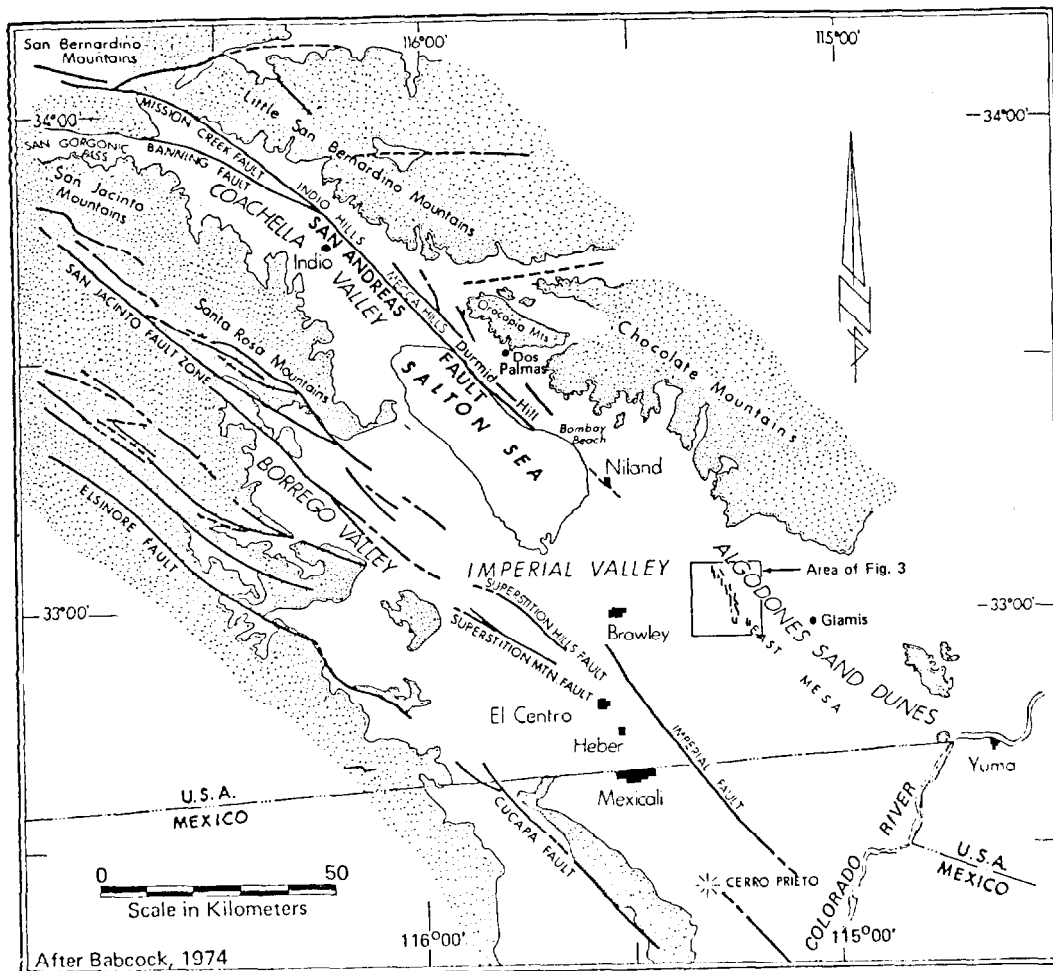 116°00'
115°00'
San Bernardino
Mountains
34°00'
34°00'
Little San Bernardino Mountains
MISSION CREEK FAULT
SAN GORGONIC
PASS
BANNING FAULT
San Jacinto
Mountains
COACHELLA VALLEY
INDIO HILLS
Indio
SAN ANDREAS FAULT
MECCA HILLS
Orocopia Mts
Chocolate Mountains
SAN JACINTO FAULT ZONE
Santa Rosa Mountains
Durmid Hill
Dos
Palmas
SALTON SEA
Bombay
Beach
Niland
BORREGO VALLEY
ELSINORE FAULT
IMPERIAL VALLEY
ALGODONES SAND DUNES
Area of Fig. 3
33°00'
33°00'
SUPERSTITION HILLS FAULT
SUPERSTITION MTN. FAULT
Brawley
Glamis
EAST MESA
El Centro
Heber
IMPERIAL FAULT
Yuma
Mexicali
U.S.A.
MEXICO
CUCAPA FAULT
COLORADO RIVER
U.S.A.
MEXICO
0 50
Scale in Kilometers
CERRO PRIETO
After Babcock, 1974
116°00'
115°00'